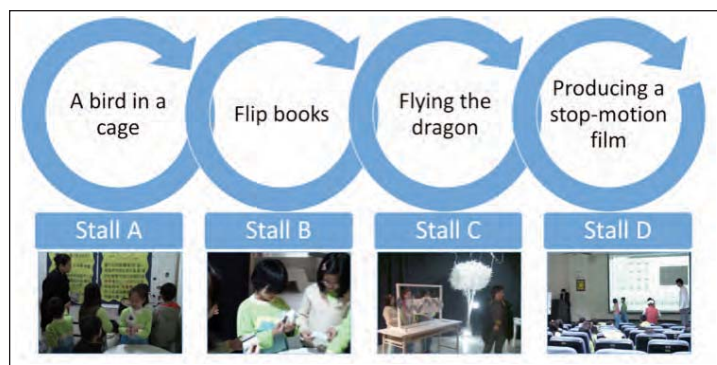 A bird in a
cage
Flip books
Flying the
dragon
Producing a
stop-motion
film
Stall A
Stall B
Stall C
Stall D